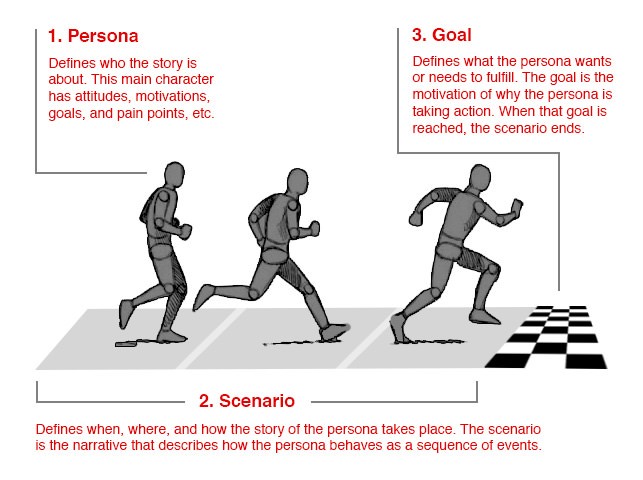 1. Persona
Defines who the story is
about. This main character
has attitudes, motivations,
goals, and pain points, etc.
3. Goal
Defines what the persona wants
or needs to fulfill. The goal is the
motivation of why the persona is
taking action. When that goal is
reached, the scenario ends.
2. Scenario
Defines when, where, and how the story of the persona takes place. The scenario
is the narrative that describes how the persona behaves as a sequence of events.